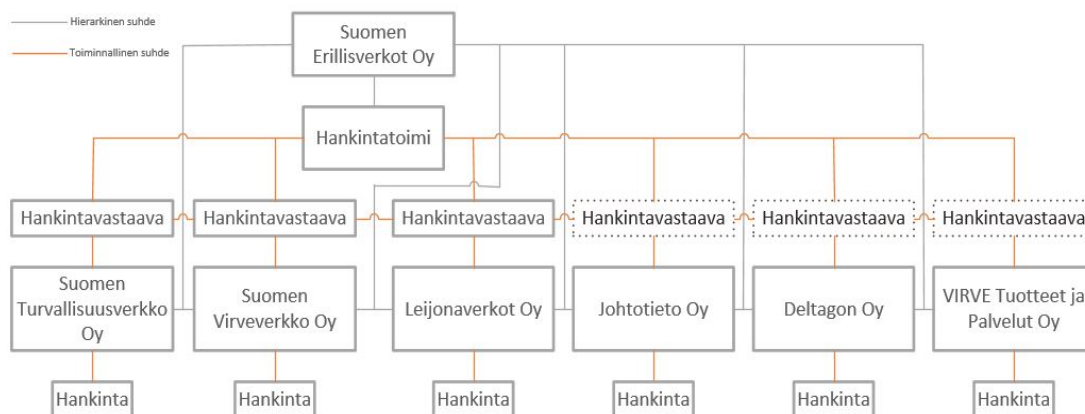 Hierarkinen suhde
Toiminnallinen suhde
Suomen
Erillisverkot Oy
Hankintatoimi
Hankintavastaava
Hankintavastaava
Hankintavastaava
Hankintavastaava
Hankintavastaava
Hankintavastaava
Suomen
Turvallisuusverkko
Oy
Suomen
Virveverkko Oy
Leijonaverkot Oy
Johtotieto Oy
Deltagon Oy
VIRVE Tuotteet ja
Palvelut Oy
Hankinta
Hankinta
Hankinta
Hankinta
Hankinta
Hankinta